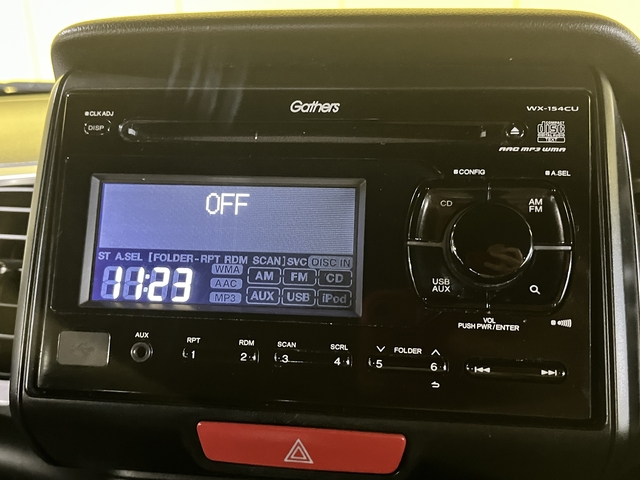 Gathers
WX-154CU
CLK ADJ
DISP
COMPACT
disc
TEXT
AAC MP3 WMA
CONFIG
A.SEL
OFF
CD
AM
FM
ST A.SEL [FOLDER-RPT RDM SCAN] SVC DISC IN
11:23
WMA
AAC
MP3
AM FM CD
AUX USB iPod
USB
AUX
VOL
PUSH PWR/ENTER
AUX
RPT
1
RDM
2
SCAN
3
SCRL
4
FOLDER
5
6